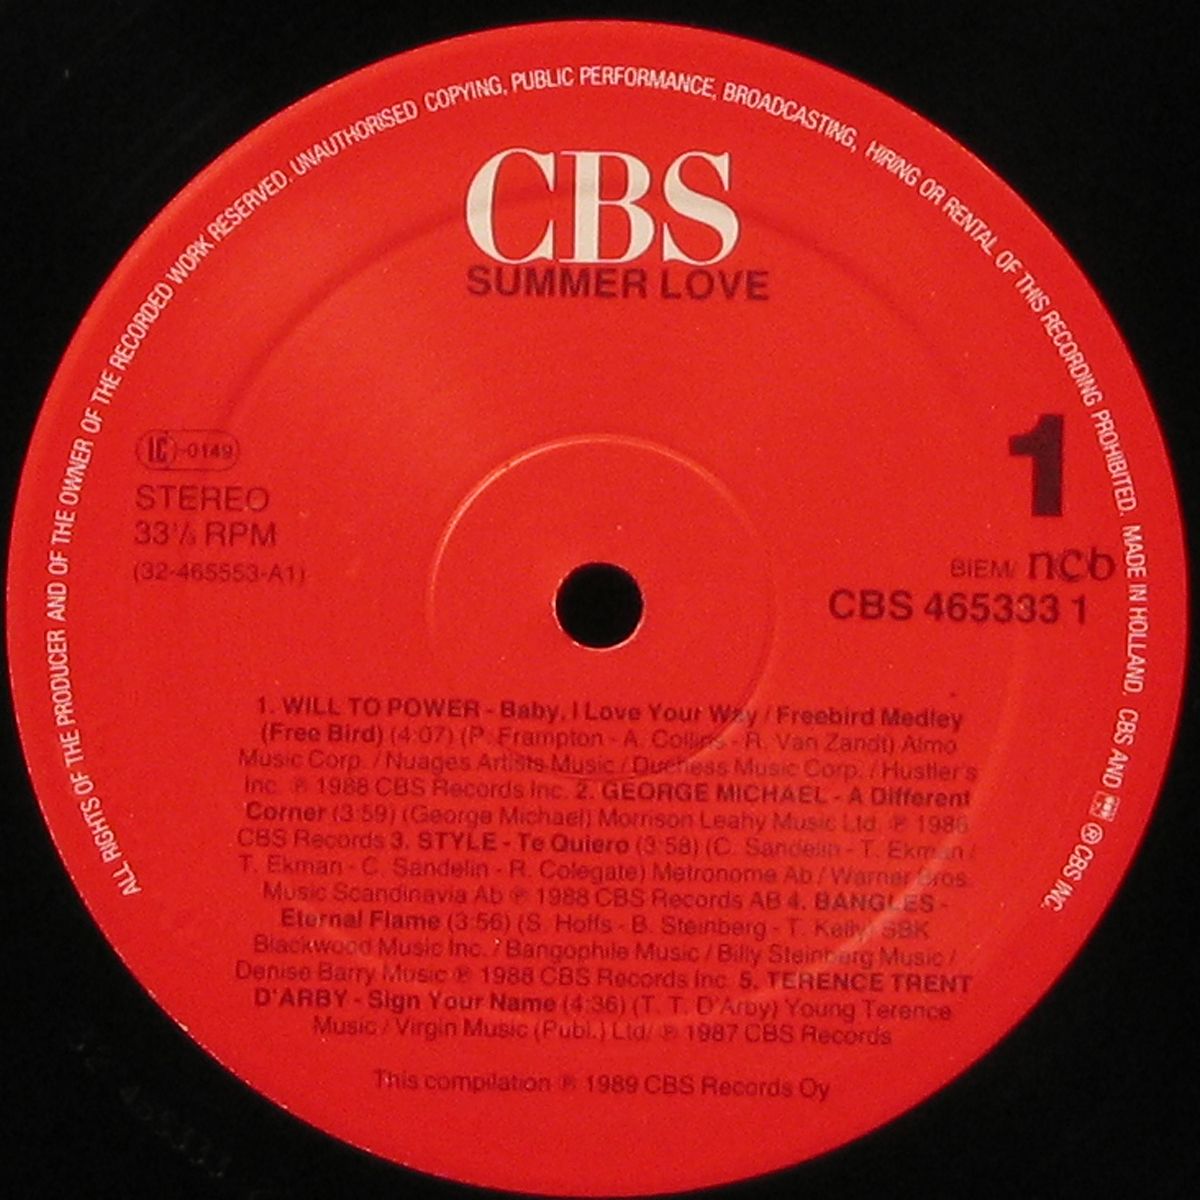 ALL RIGHTS OF THE PRODUCER AND OF THE OWNER OF THE RECORDED WORK RESERVED. UNAUTHORISED COPYING, PUBLIC PERFORMANCE, BROADCASTING, HIRING OR RENTAL OF THIS RECORDING PROHIBITED. MADE IN HOLLAND CBS AND ® CBS INC.
CBS
SUMMER LOVE
LC-0149
STEREO
33⅓ RPM
(32-465553-A1)
1
BIEM/ ncb
CBS 465333 1
1. WILL TO POWER - Baby, I Love Your Way / Freebird Medley
(Free Bird) (4:07) (P. Frampton - A. Collins - R. Van Zandt) Almo
Music Corp. / Nuages Artists Music / Duchess Music Corp. / Hustler's
Inc. ℗ 1988 CBS Records Inc. 2. GEORGE MICHAEL - A Different
Corner (3:59) (George Michael) Morrison Leahy Music Ltd. ℗ 1986
CBS Records 3. STYLE - Te Quiero (3:58) (C. Sandelin - T. Ekman /
T. Ekman - C. Sandelin - R. Colegate) Metronome Ab / Warner Bros.
Music Scandinavia Ab ℗ 1988 CBS Records AB 4. BANGLES -
Eternal Flame (3:56) (S. Hoffs - B. Steinberg - T. Kelly) SBK
Blackwood Music Inc. / Bangophile Music / Billy Steinberg Music /
Denise Barry Music ℗ 1988 CBS Records Inc. 5. TERENCE TRENT
D'ARBY - Sign Your Name (4:36) (T. T. D'Arby) Young Terence
Music / Virgin Music (Publ.) Ltd/ ℗ 1987 CBS Records
This compilation ℗ 1989 CBS Records Oy